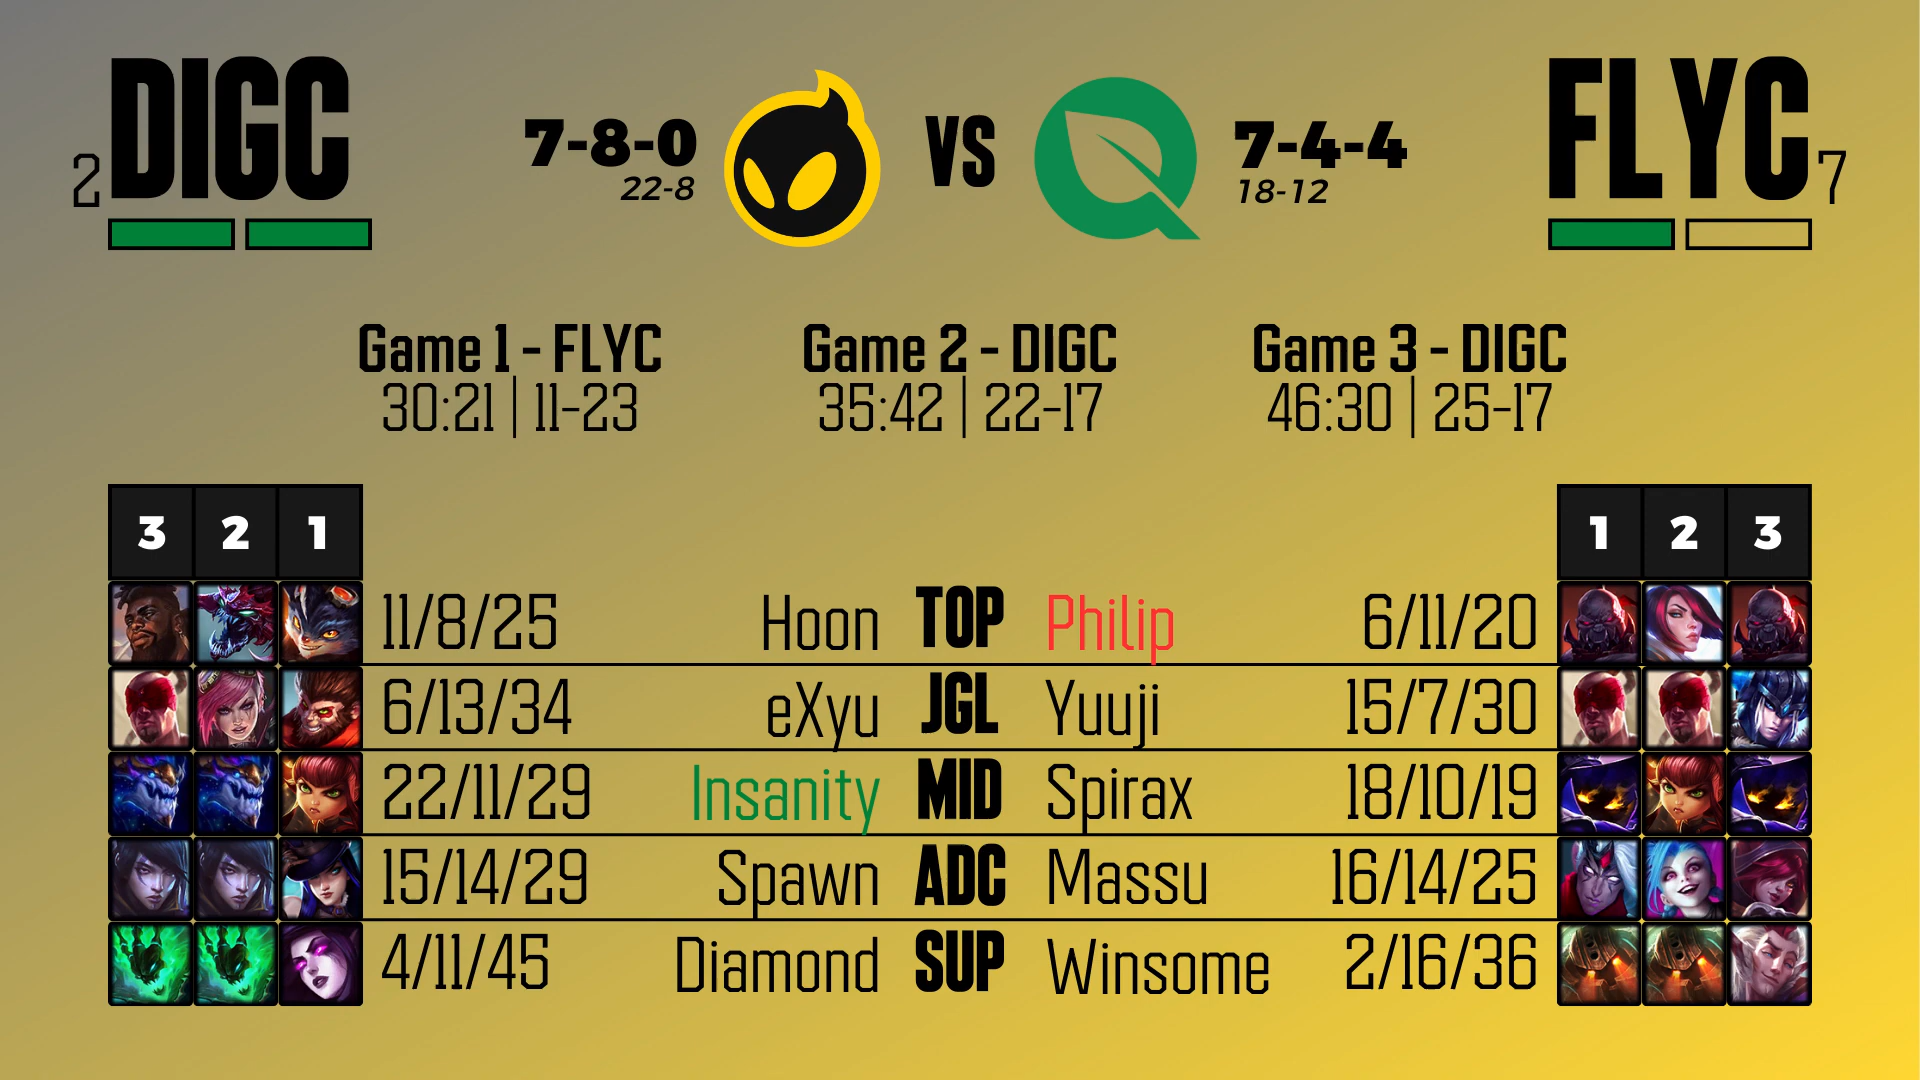 2 DIGC
7-8-0
22-8
VS
7-4-4
18-12
FLYC 7
Game 1 - FLYC
30:21 | 11-23
Game 2 - DIGC
35:42 | 22-17
Game 3 - DIGC
46:30 | 25-17
3 2 1
1 2 3
11/8/25 Hoon TOP Philip 6/11/20
6/13/34 eXyu JGL Yuuji 15/7/30
22/11/29 Insanity MID Spirax 18/10/19
15/14/29 Spawn ADC Massu 16/14/25
4/11/45 Diamond SUP Winsome 2/16/36